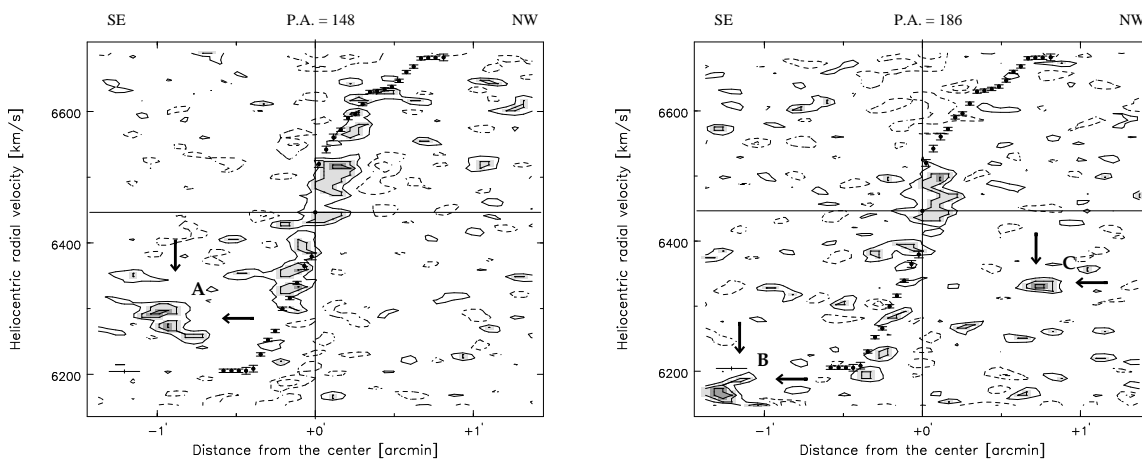 SE P.A. = 148 NW
Heliocentric radial velocity [km/s]
6600
6400
6200
A
-1' +0' +1'
Distance from the center [arcmin]
SE P.A. = 186 NW
Heliocentric radial velocity [km/s]
6600
6400
6200
C
B
-1' +0' +1'
Distance from the center [arcmin]